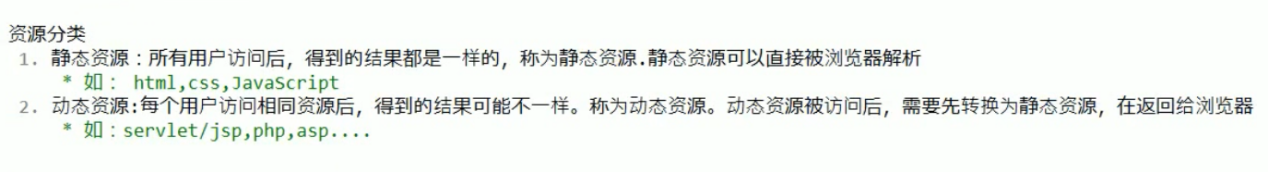 资源分类
1. 静态资源：所有用户访问后，得到的结果都是一样的，称为静态资源.静态资源可以直接被浏览器解析
* 如： html,css,JavaScript
2. 动态资源:每个用户访问相同资源后，得到的结果可能不一样。称为动态资源。动态资源被访问后，需要先转换为静态资源，在返回给浏览器
* 如：servlet/jsp,php,asp....